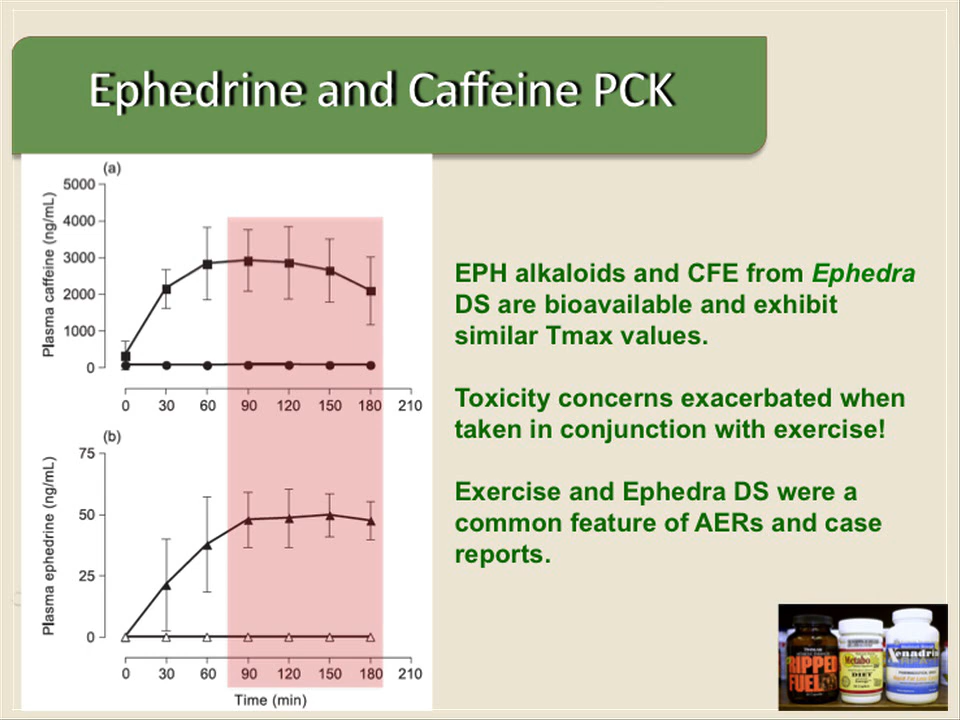 Ephedrine and Caffeine PCK
(a)
Plasma caffeine (ng/mL)
5000
4000
3000
2000
1000
0
0 30 60 90 120 150 180 210
(b)
Plasma ephedrine (ng/mL)
75
50
25
0
0 30 60 90 120 150 180 210
Time (min)
EPH alkaloids and CFE from Ephedra
DS are bioavailable and exhibit
similar Tmax values.
Toxicity concerns exacerbated when
taken in conjunction with exercise!
Exercise and Ephedra DS were a
common feature of AERs and case
reports.
RIPPED
FUEL
Metabo
DIET